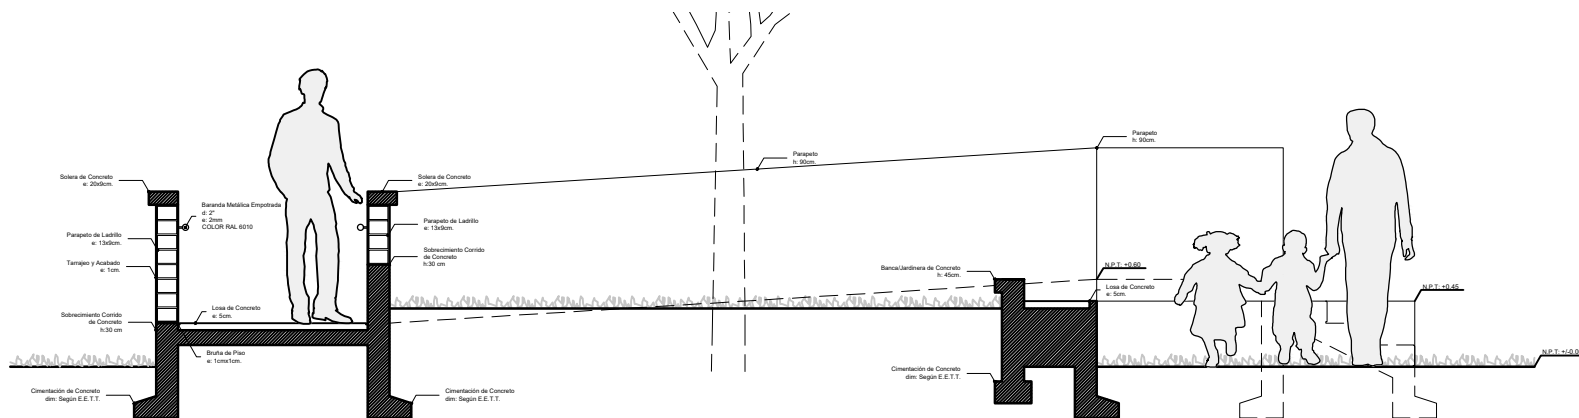 Parapeto
h: 90cm.
Parapeto
h: 90cm.
Solera de Concreto
e: 20x9cm.
Solera de Concreto
e: 20x9cm.
Baranda Metálica Empotrada
d: 2"
e: 2mm
COLOR RAL 6010
Parapeto de Ladrillo
e: 13x9cm.
Parapeto de Ladrillo
e: 13x9cm.
Tarrajeo y Acabado
e: 1cm.
Sobrecimiento Corrido
de Concreto
h:30 cm
Banca/Jardinera de Concreto
h: 45cm.
N.P.T: +0.60
Losa de Concreto
e: 5cm.
N.P.T: +0.45
Losa de Concreto
e: 5cm.
Sobrecimiento Corrido
de Concreto
h:30 cm
Bruña de Piso
e: 1cmx1cm.
N.P.T: +/-0.0
Cimentación de Concreto
dim: Según E.E.T.T.
Cimentación de Concreto
dim: Según E.E.T.T.
Cimentación de Concreto
dim: Según E.E.T.T.